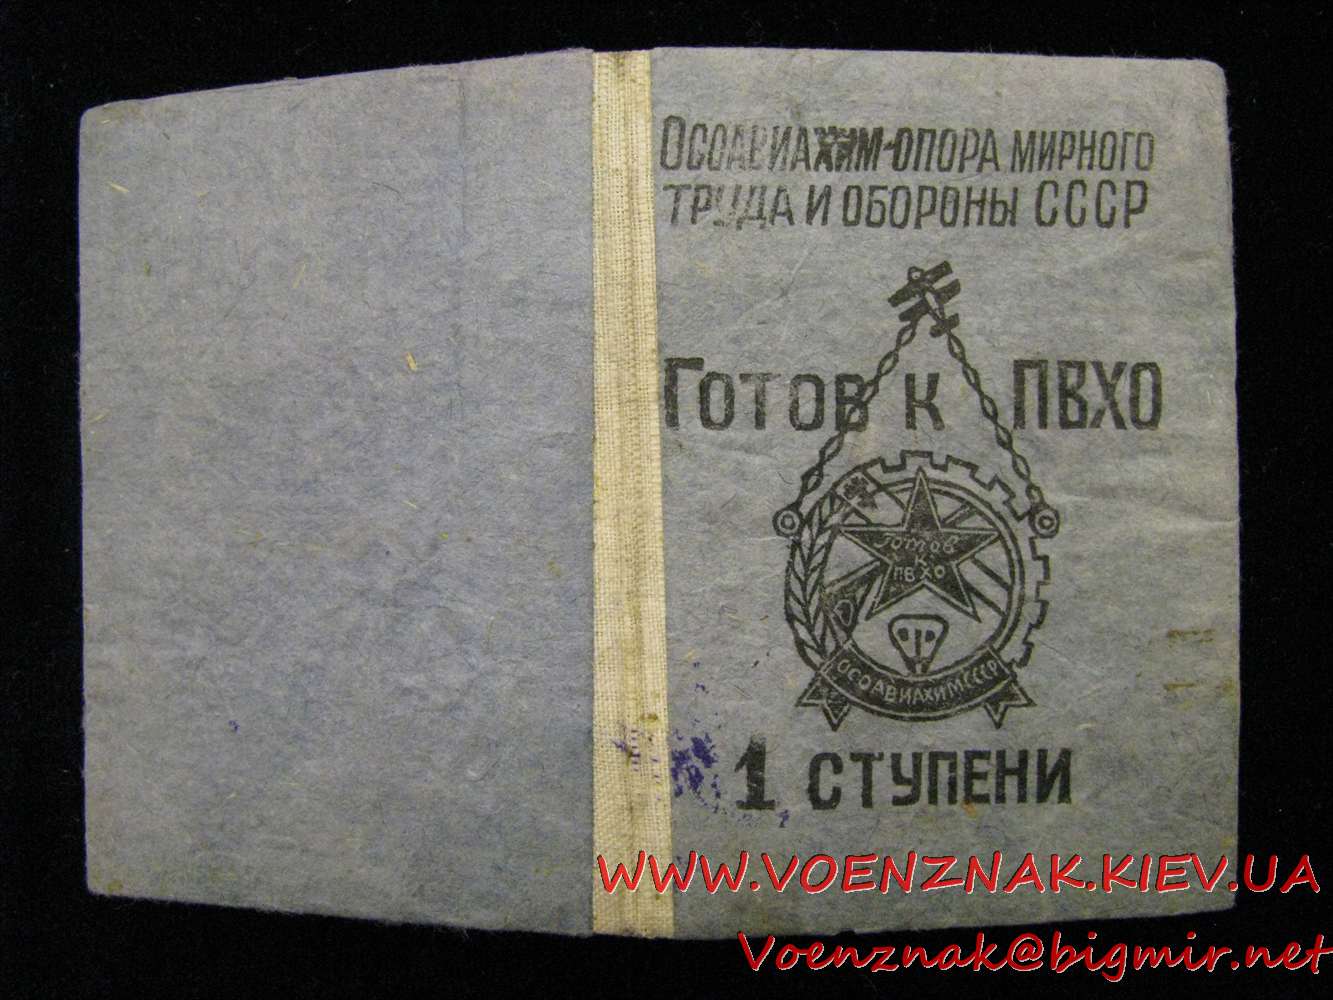 Осоавиахим-опора мирного
труда и обороны СССР
Готов к ПВХО
Готов
К
ПВХО
ОСОАВИАХИМ СССР
1 ступени
WWW.VOENZNAK.KIEV.UA
Voenznak@bigmir.net